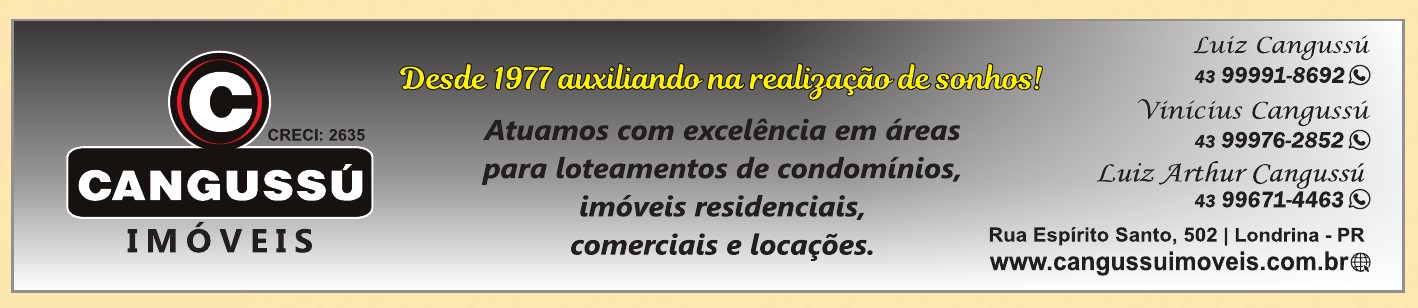 C
CRECI: 2635
CANGUSSÚ
IMÓVEIS
Desde 1977 auxiliando na realização de sonhos!
Atuamos com excelência em áreas
para loteamentos de condomínios,
imóveis residenciais,
comerciais e locações.
Luiz Cangussú
43 99991-8692
Vinícius Cangussú
43 99976-2852
Luiz Arthur Cangussú
43 99671-4463
Rua Espírito Santo, 502 | Londrina - PR
www.cangussuimoveis.com.br